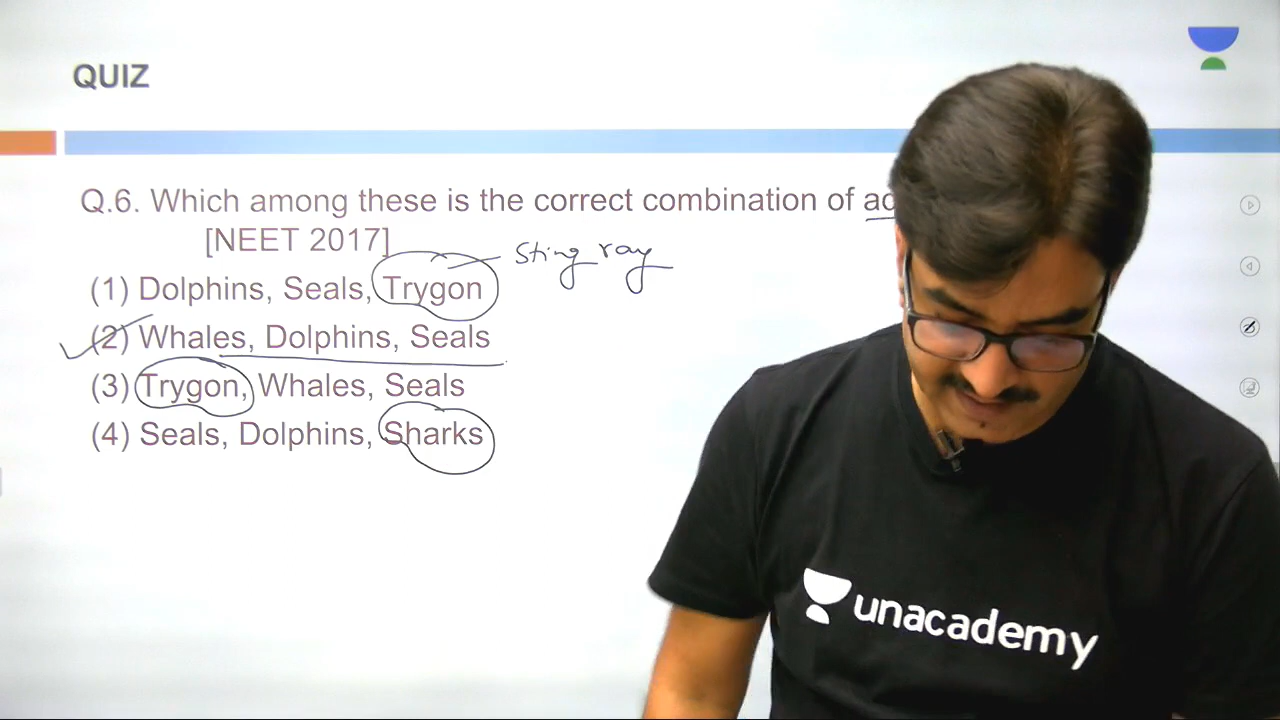 QUIZ
Q.6. Which among these is the correct combination of
[NEET 2017]
Sting ray
(1) Dolphins, Seals, Trygon
(2) Whales, Dolphins, Seals
(3) Trygon, Whales, Seals
(4) Seals, Dolphins, Sharks
unacademy